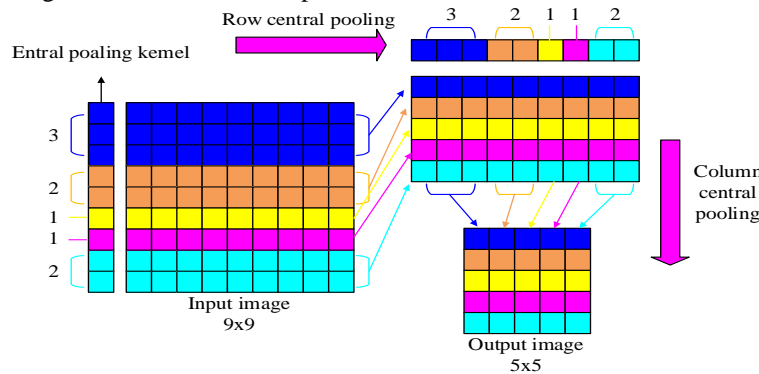 Row central pooling
3 2 1 1 2
Entral poaling kernel
3
2
1
1
2
Input image
9x9
Column
central
pooling
Output image
5x5